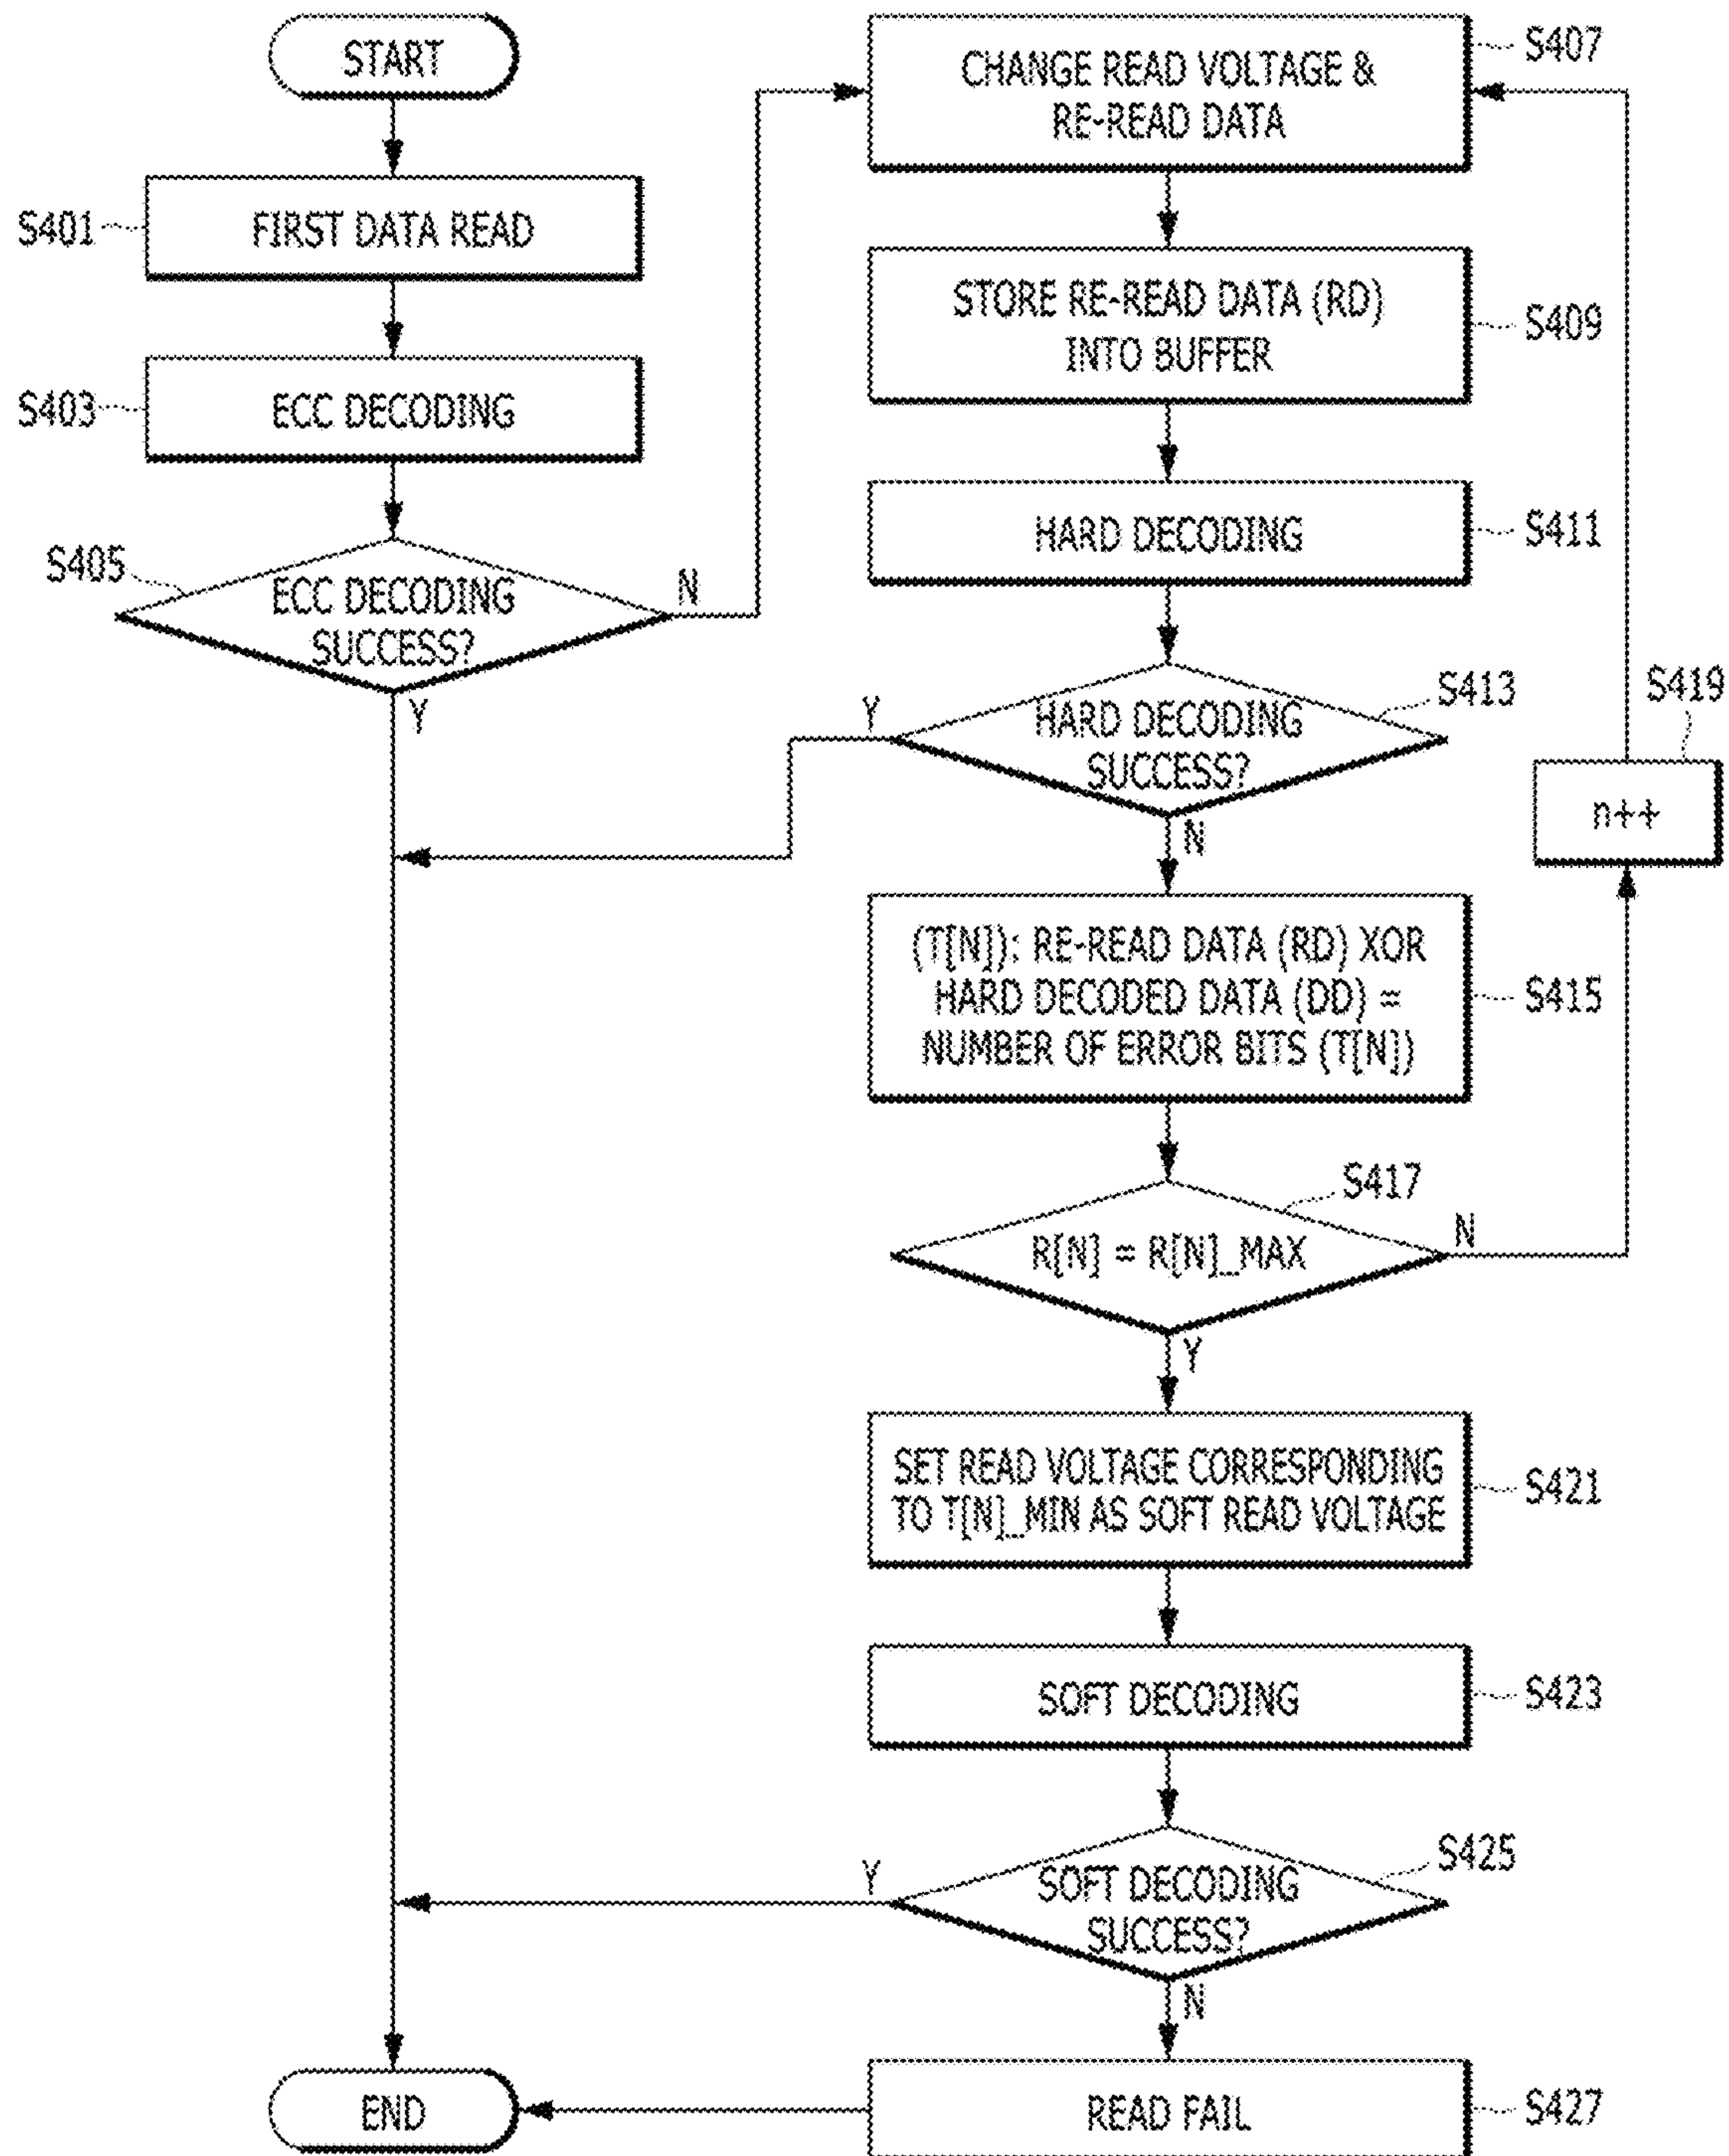 START
S401
FIRST DATA READ
S403
ECC DECODING
S405
ECC DECODING
SUCCESS?
N
Y
CHANGE READ VOLTAGE &
RE-READ DATA
S407
STORE RE-READ DATA (RD)
INTO BUFFER
S409
HARD DECODING
S411
HARD DECODING
SUCCESS?
S413
Y
N
S419
n++
(T[N]): RE-READ DATA (RD) XOR
HARD DECODED DATA (DD) =
NUMBER OF ERROR BITS (T[N])
S415
R[N] = R[N]_MAX
S417
N
Y
SET READ VOLTAGE CORRESPONDING
TO T[N]_MIN AS SOFT READ VOLTAGE
S421
SOFT DECODING
S423
SOFT DECODING
SUCCESS?
S425
Y
N
READ FAIL
S427
END